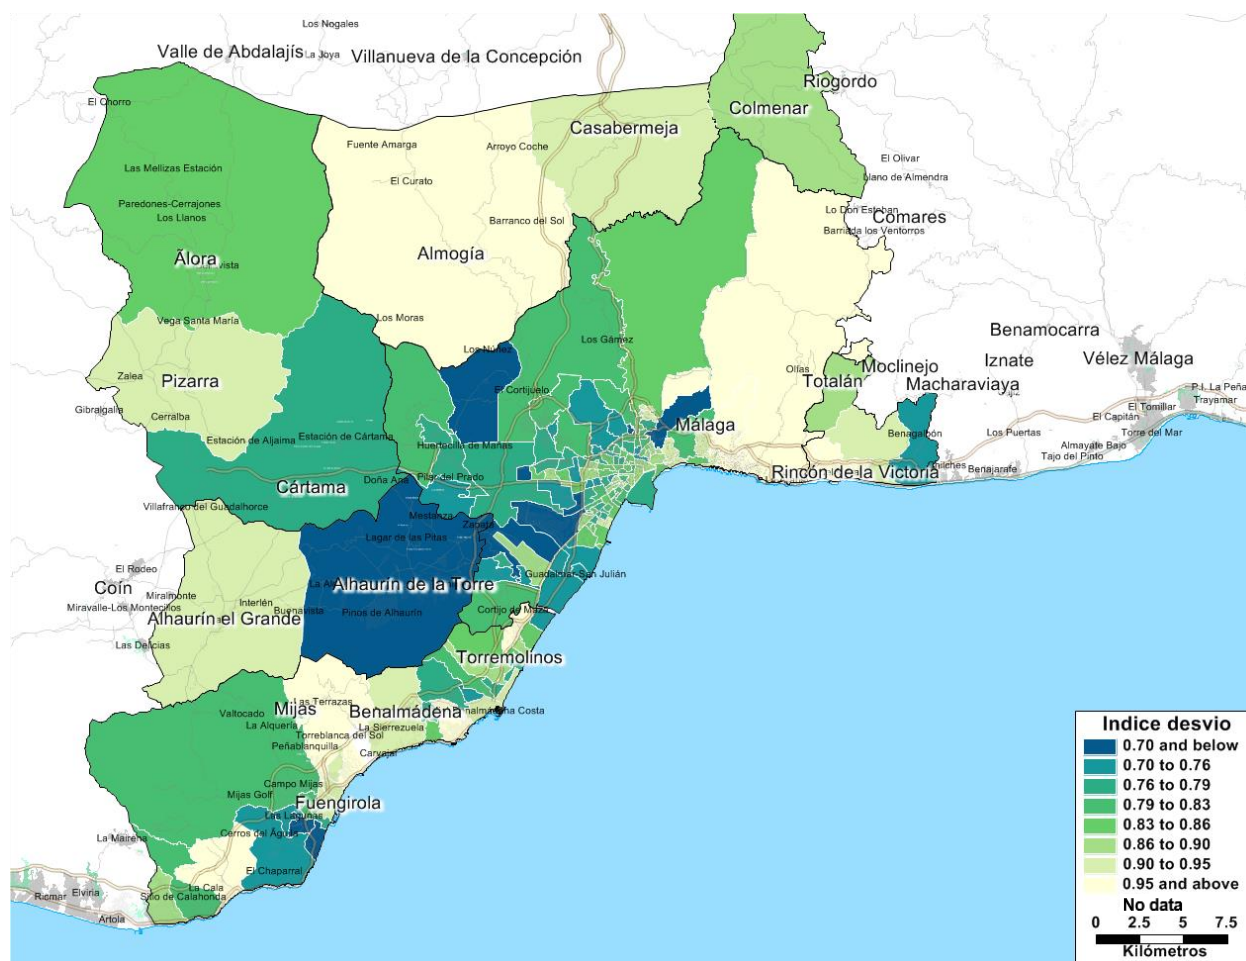 Los Nogales
Valle de Abdalajís
La Joya
Villanueva de la Concepción
El Chorro
Riogordo
Colmenar
Casabermeja
Fuente Amarga
Arroyo Coche
El Olivar
Las Mellizas Estación
El Curato
Llano de Almendra
Paredones-Cerrajones
Los Llanos
Barranco del Sol
Lo Don Esteban
Comares
Barriada los Ventorros
Ãlora
Almogía
Vega Santa María
Los Moras
Benamocarra
Los Núñez
Los Gámez
Iznate
Vélez Málaga
Zalea
Pizarra
Olías
Moclinejo
Totalán
Macharaviaya
P.I. La Peña
Trayamar
El Cortijuelo
Gibralgalia
Cerralba
El Tomillar
El Capitán
Málaga
Benagalbón
Los Puertas
Torre del Mar
Estación de Aljaima
Estación de Cártama
Huertecilla de Mañas
Almayate Bajo
Tajo del Pinto
Rincón de la Victoria
Benajarafe
Cártama
Doña Ana
Pilar del Prado
Villafranco del Guadalhorce
Mestanza
Zapata
Lagar de las Pitas
El Rodeo
Coín
Miralmonte
Alhaurín de la Torre
Guadalmar-San Julián
Miravalle-Los Montecillos
Interlén
Buenavista
Pinos de Alhaurín
Alhaurín el Grande
Las Delicias
Torremolinos
Las Terrazas
Valtocado
Mijas
Benalmádena
La Alquería
Torreblanca del Sol
La Sierrezuela
Peñablanquilla
Carvajal
Campo Mijas
Mijas Golf
Fuengirola
Las Lagunas
Cerros del Águila
La Mairena
El Chaparral
La Cala
Sitio de Calahonda
Ricmar
Elviria
Artola
Indice desvio
0.70 and below
0.70 to 0.76
0.76 to 0.79
0.79 to 0.83
0.83 to 0.86
0.86 to 0.90
0.90 to 0.95
0.95 and above
No data
0 2.5 5 7.5
Kilómetros